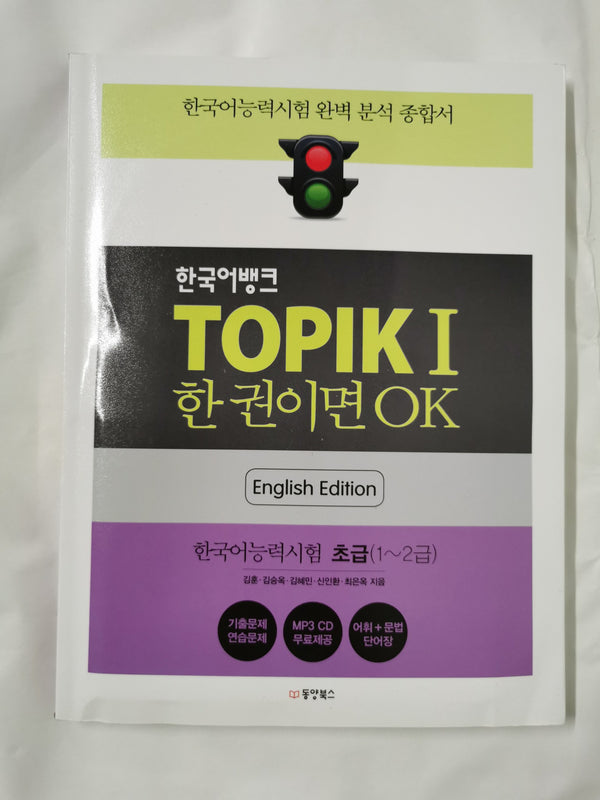 한국어능력시험 완벽 분석 종합서
한국어뱅크
TOPIK I
한 권이면 OK
English Edition
한국어능력시험 초급(1~2급)
김훈·김승옥·김혜민·신인환·최은옥 지음
기출문제
연습문제
MP3 CD
무료제공
어휘+문법
단어장
동양북스